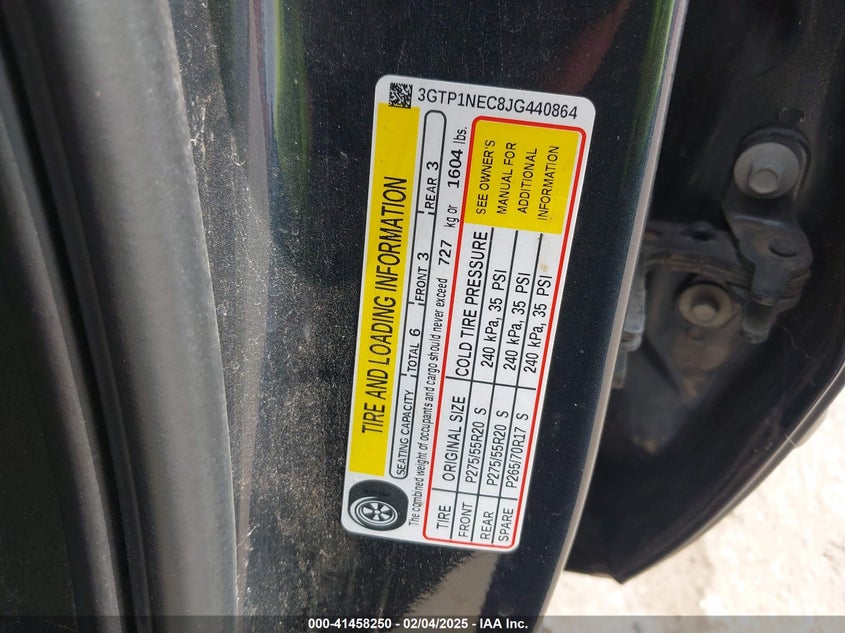 3GTP1NEC8JG440864
TIRE AND LOADING INFORMATION
SEATING CAPACITY TOTAL 6 FRONT 3 REAR 3
The combined weight of occupants and cargo should never exceed 727 kg or 1604 lbs.
TIRE ORIGINAL SIZE COLD TIRE PRESSURE SEE OWNER'S
FRONT P275/55R20 S 240 kPa, 35 PSI MANUAL FOR
REAR P275/55R20 S 240 kPa, 35 PSI ADDITIONAL
SPARE P265/70R17 S 240 kPa, 35 PSI INFORMATION
000-41458250 - 02/04/2025 - IAA Inc.